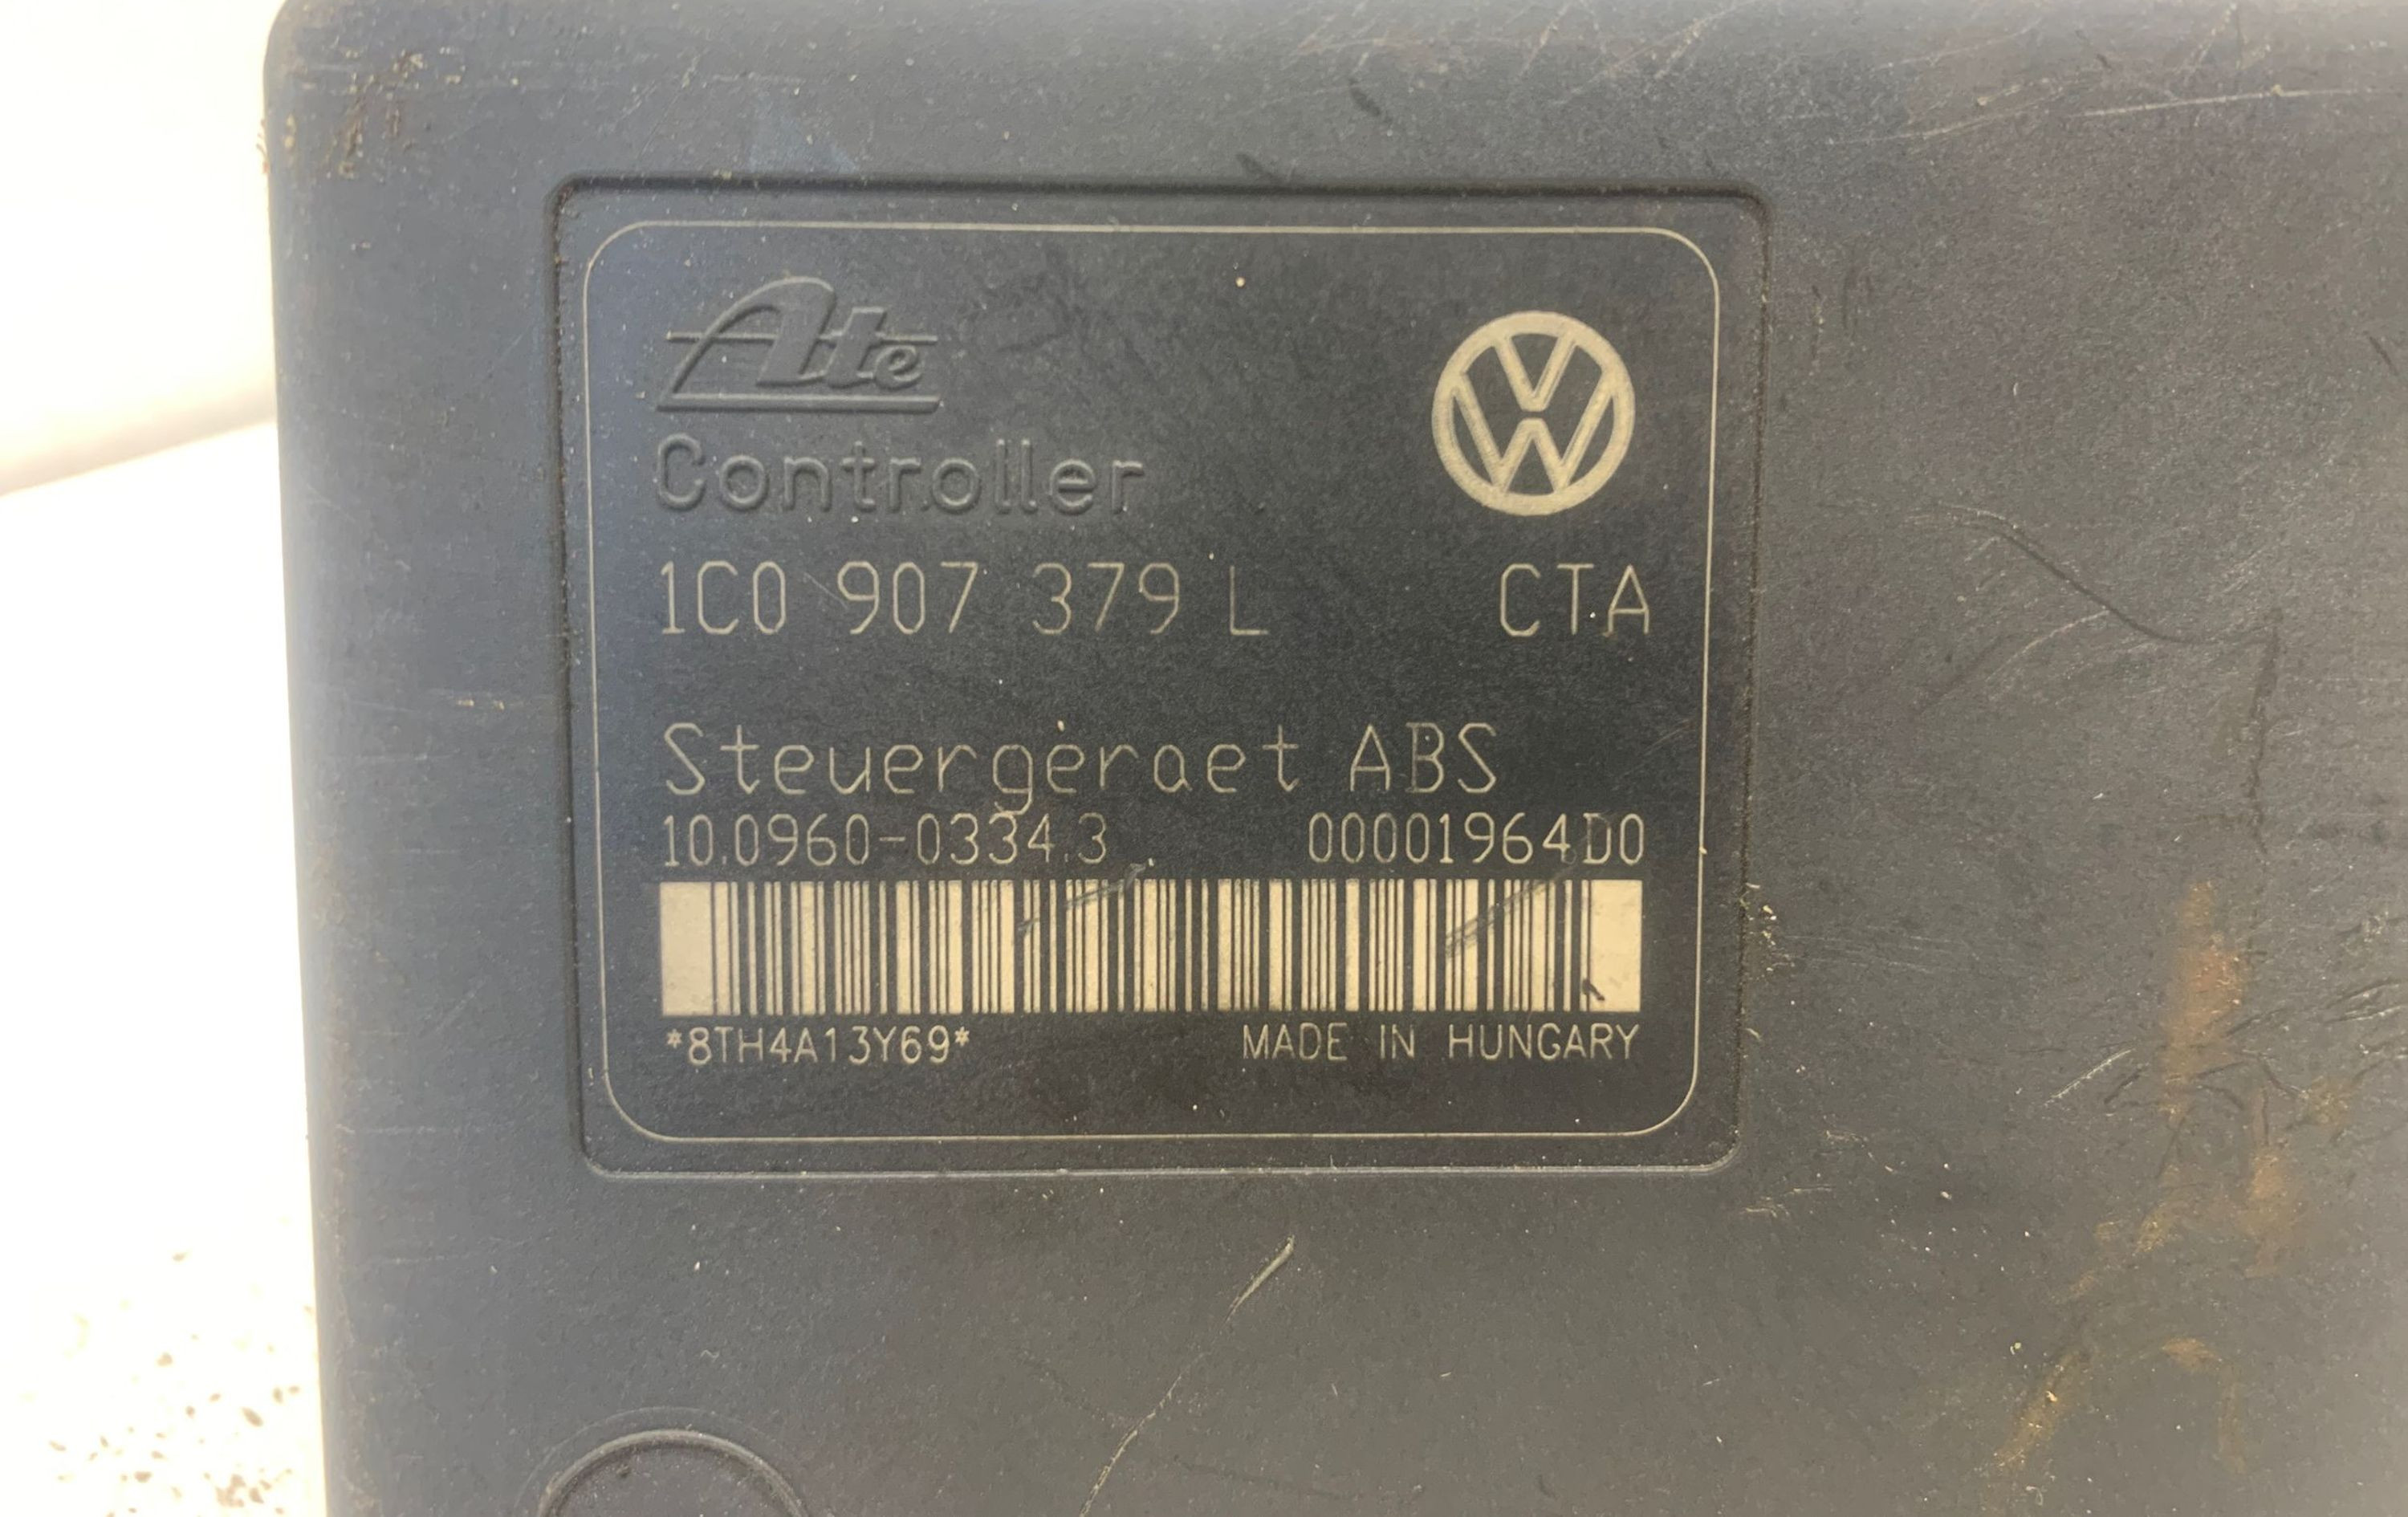 Ate
Controller
1C0 907 379 L CTA
Steuergeraet ABS
10.0960-0334.3 00001964D0
*8TH4A13Y69* MADE IN HUNGARY